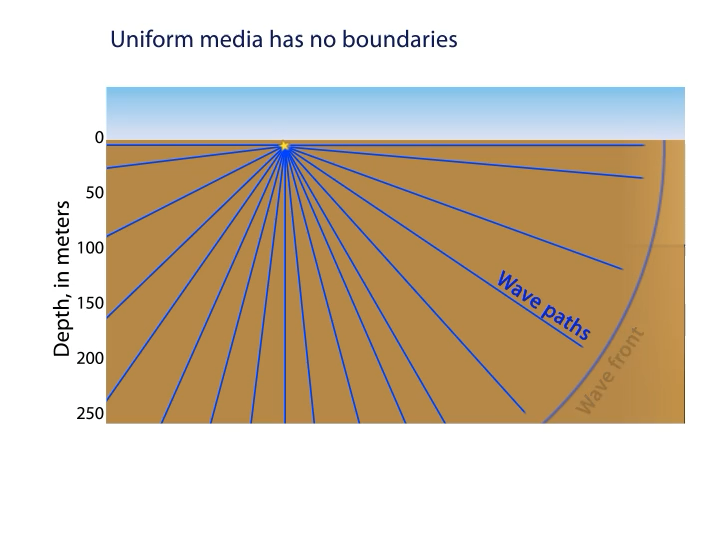 Uniform media has no boundaries
0
50
100
150
200
250
Depth, in meters
Wave paths
Wave front